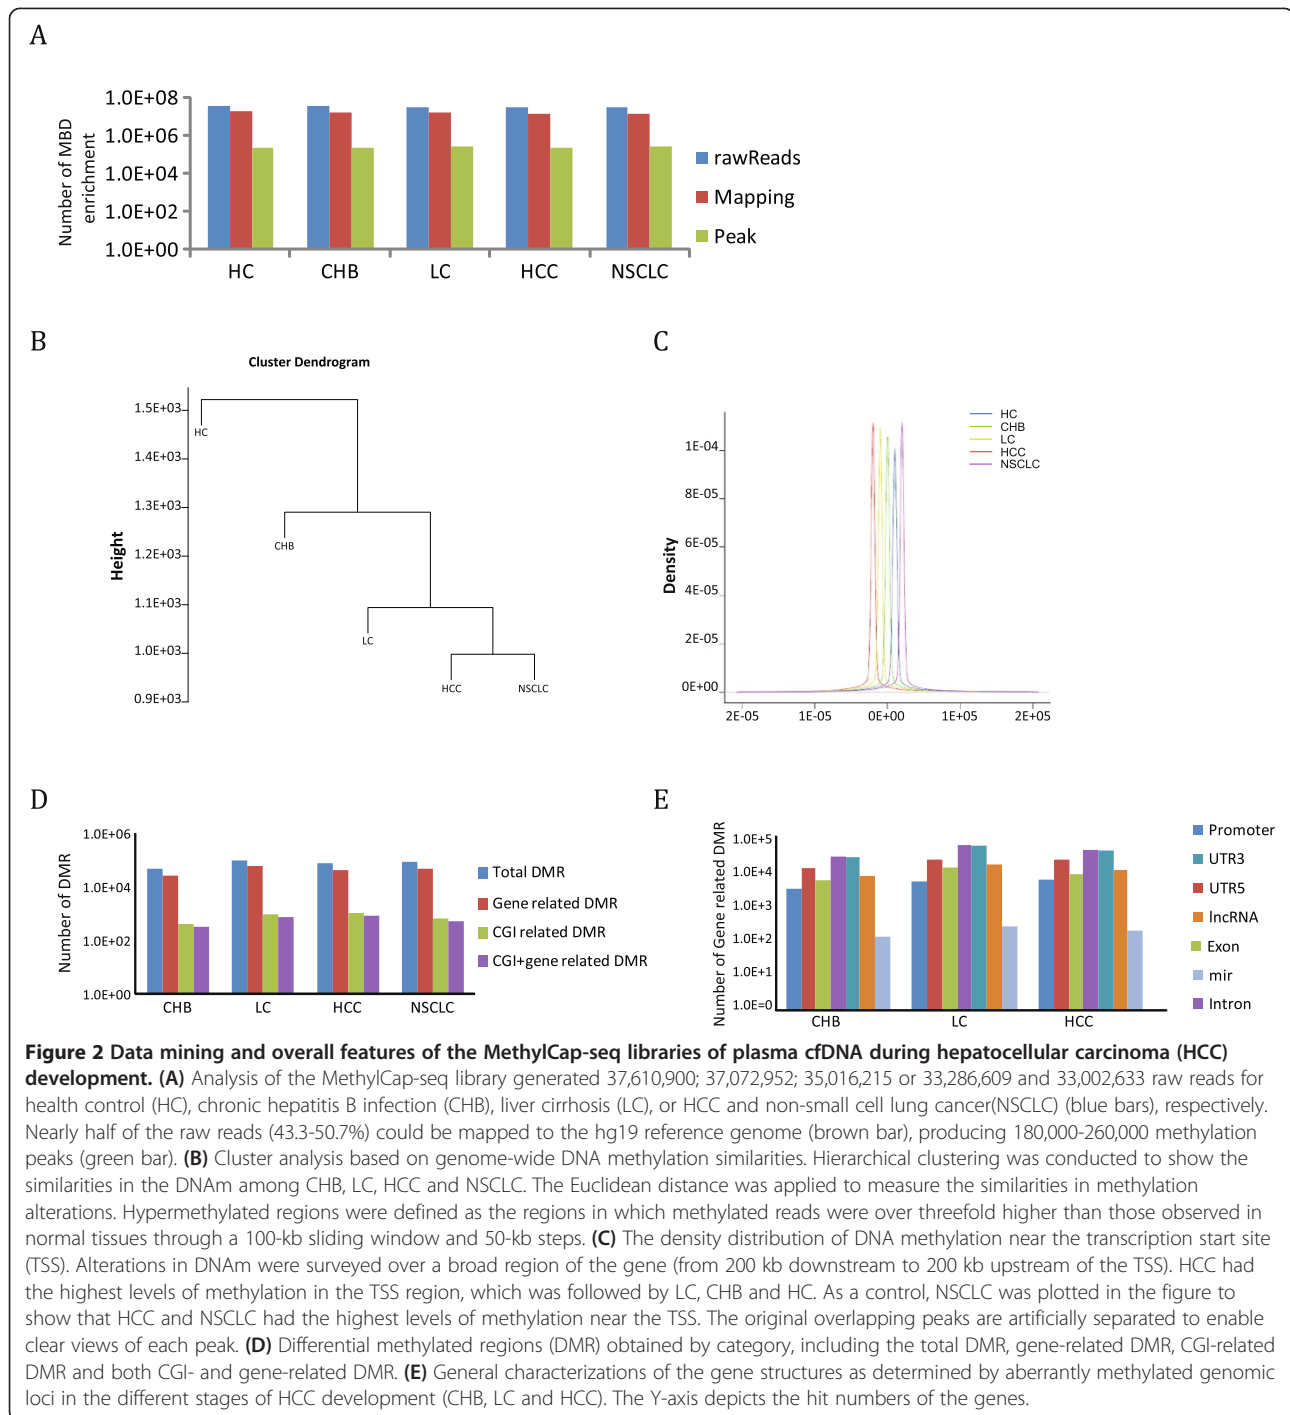 A
Number of MBD
enrichment
1.0E+08
1.0E+06
1.0E+04
1.0E+02
1.0E+00
HC
CHB
LC
HCC
NSCLC
rawReads
Mapping
Peak
B
Cluster Dendrogram
Height
1.5E+03
1.4E+03
1.3E+03
1.2E+03
1.1E+03
1.0E+03
0.9E+03
HC
CHB
LC
HCC
NSCLC
C
HC
CHB
LC
HCC
NSCLC
Density
1E-04
8E-05
6E-05
4E-05
2E-05
0E+00
2E-05
1E-05
0E+00
1E+05
2E+05
D
Number of DMR
1.0E+06
1.0E+04
1.0E+02
1.0E+00
CHB
LC
HCC
NSCLC
Total DMR
Gene related DMR
CGI related DMR
CGI+gene related DMR
E
Number of Gene related DMR
1.0E+5
1.0E+4
1.0E+3
1.0E+2
1.0E+1
1.0E=0
CHB
LC
HCC
Promoter
UTR3
UTR5
lncRNA
Exon
mir
Intron
Figure 2 Data mining and overall features of the MethylCap-seq libraries of plasma cfDNA during hepatocellular carcinoma (HCC)
development. (A) Analysis of the MethylCap-seq library generated 37,610,900; 37,072,952; 35,016,215 or 33,286,609 and 33,002,633 raw reads for
health control (HC), chronic hepatitis B infection (CHB), liver cirrhosis (LC), or HCC and non-small cell lung cancer(NSCLC) (blue bars), respectively.
Nearly half of the raw reads (43.3-50.7%) could be mapped to the hg19 reference genome (brown bar), producing 180,000-260,000 methylation
peaks (green bar). (B) Cluster analysis based on genome-wide DNA methylation similarities. Hierarchical clustering was conducted to show the
similarities in the DNAm among CHB, LC, HCC and NSCLC. The Euclidean distance was applied to measure the similarities in methylation
alterations. Hypermethylated regions were defined as the regions in which methylated reads were over threefold higher than those observed in
normal tissues through a 100-kb sliding window and 50-kb steps. (C) The density distribution of DNA methylation near the transcription start site
(TSS). Alterations in DNAm were surveyed over a broad region of the gene (from 200 kb downstream to 200 kb upstream of the TSS). HCC had
the highest levels of methylation in the TSS region, which was followed by LC, CHB and HC. As a control, NSCLC was plotted in the figure to
show that HCC and NSCLC had the highest levels of methylation near the TSS. The original overlapping peaks are artificially separated to enable
clear views of each peak. (D) Differential methylated regions (DMR) obtained by category, including the total DMR, gene-related DMR, CGI-related
DMR and both CGI- and gene-related DMR. (E) General characterizations of the gene structures as determined by aberrantly methylated genomic
loci in the different stages of HCC development (CHB, LC and HCC). The Y-axis depicts the hit numbers of the genes.